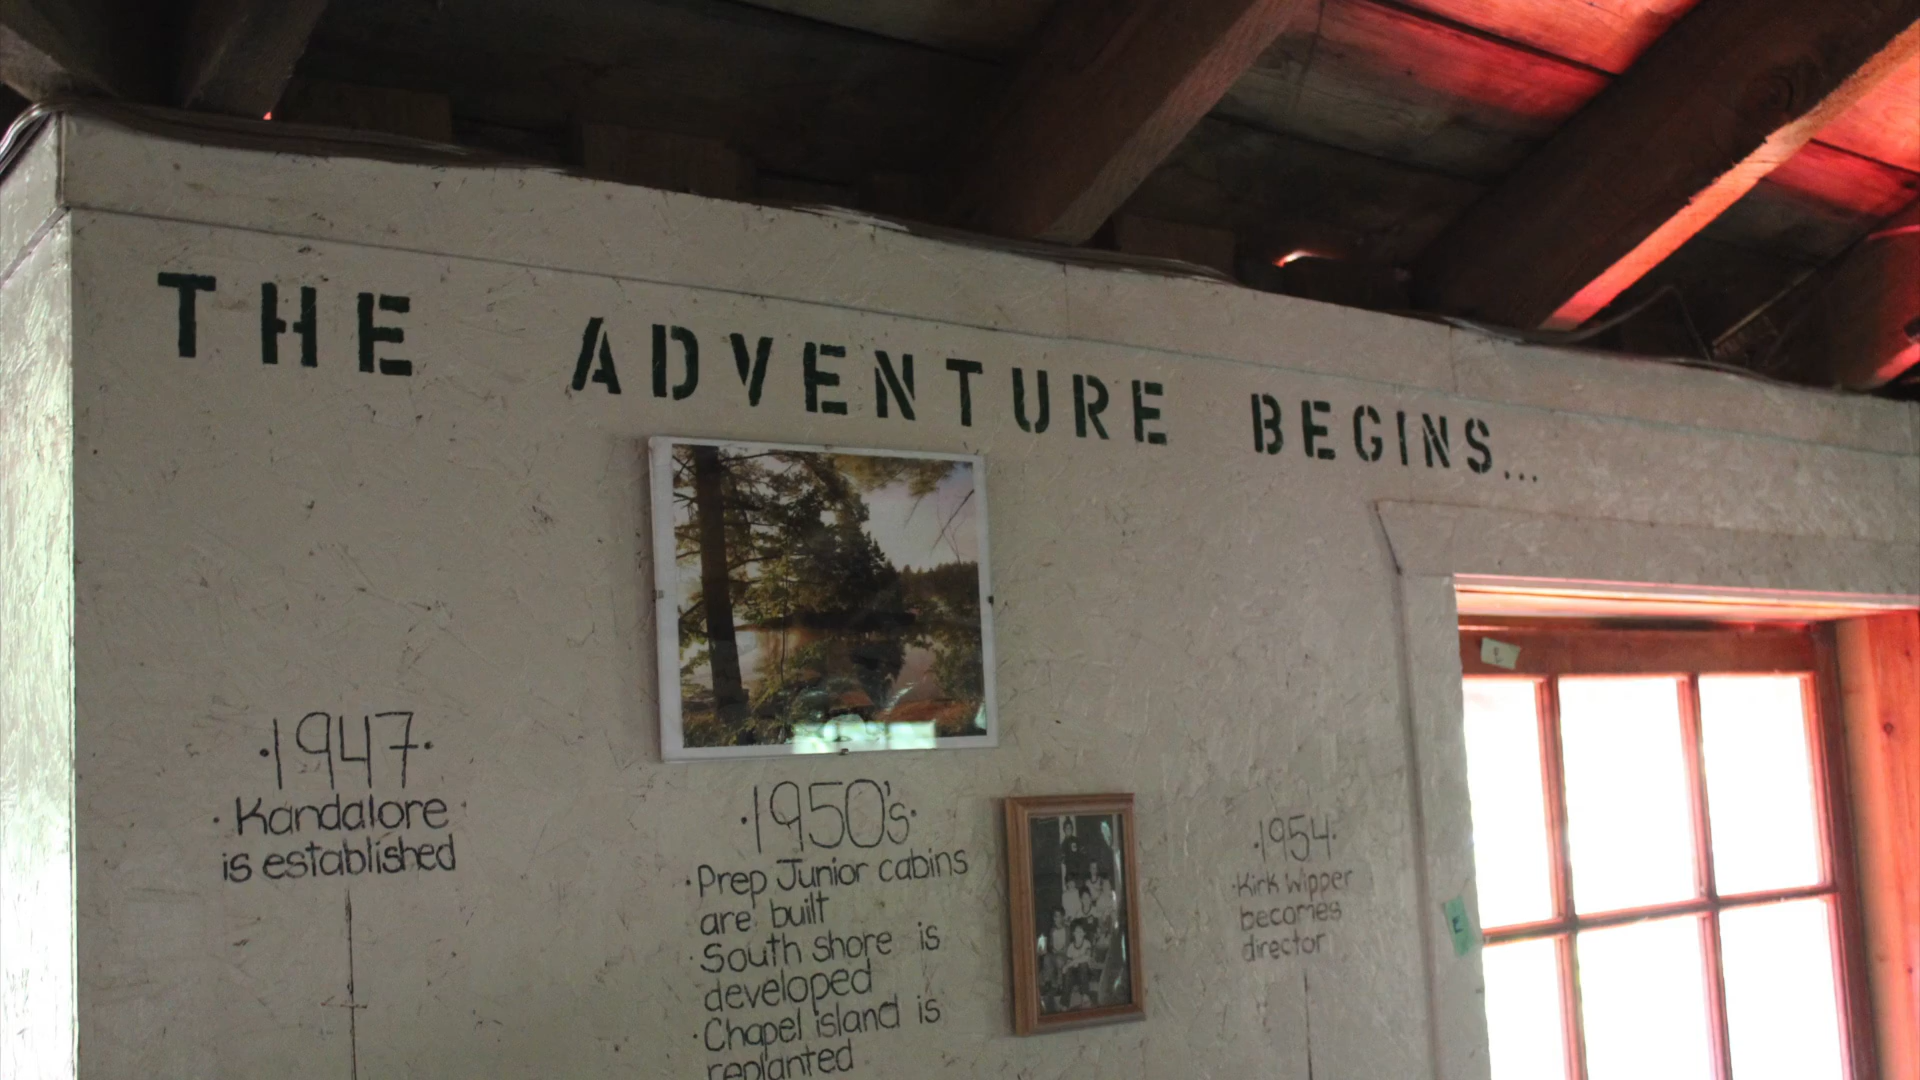 THE ADVENTURE BEGINS...
·1947·
· Kandalore ·
is established
·1950's·
·Prep Junior cabins
are built
·South shore is
developed
·Chapel island is
replanted
·1954·
·Kirk Wipper
becomes
director
E